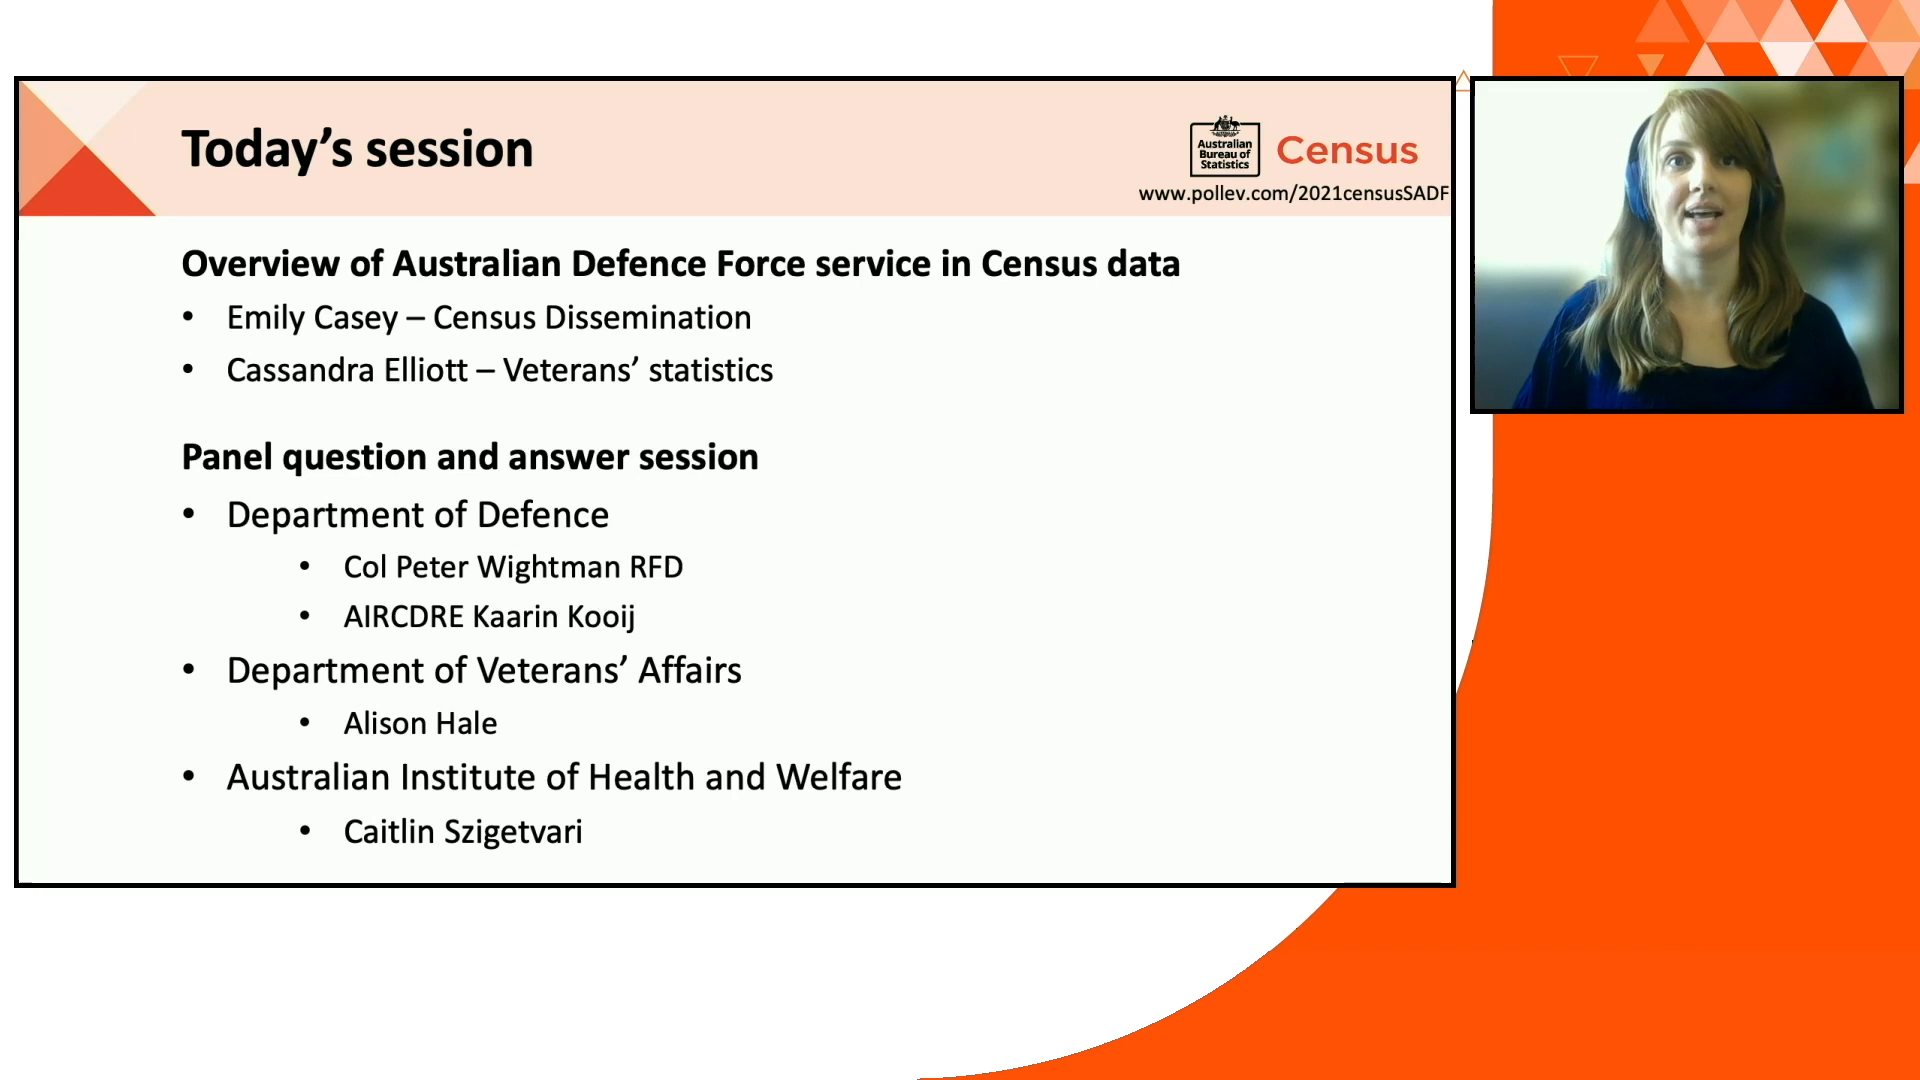 Today’s session
Australian
Bureau of
Statistics
Census
www.pollev.com/2021censusSADF
Overview of Australian Defence Force service in Census data
• Emily Casey – Census Dissemination
• Cassandra Elliott – Veterans’ statistics
Panel question and answer session
• Department of Defence
• Col Peter Wightman RFD
• AIRCDRE Kaarin Kooij
• Department of Veterans’ Affairs
• Alison Hale
• Australian Institute of Health and Welfare
• Caitlin Szigetvari